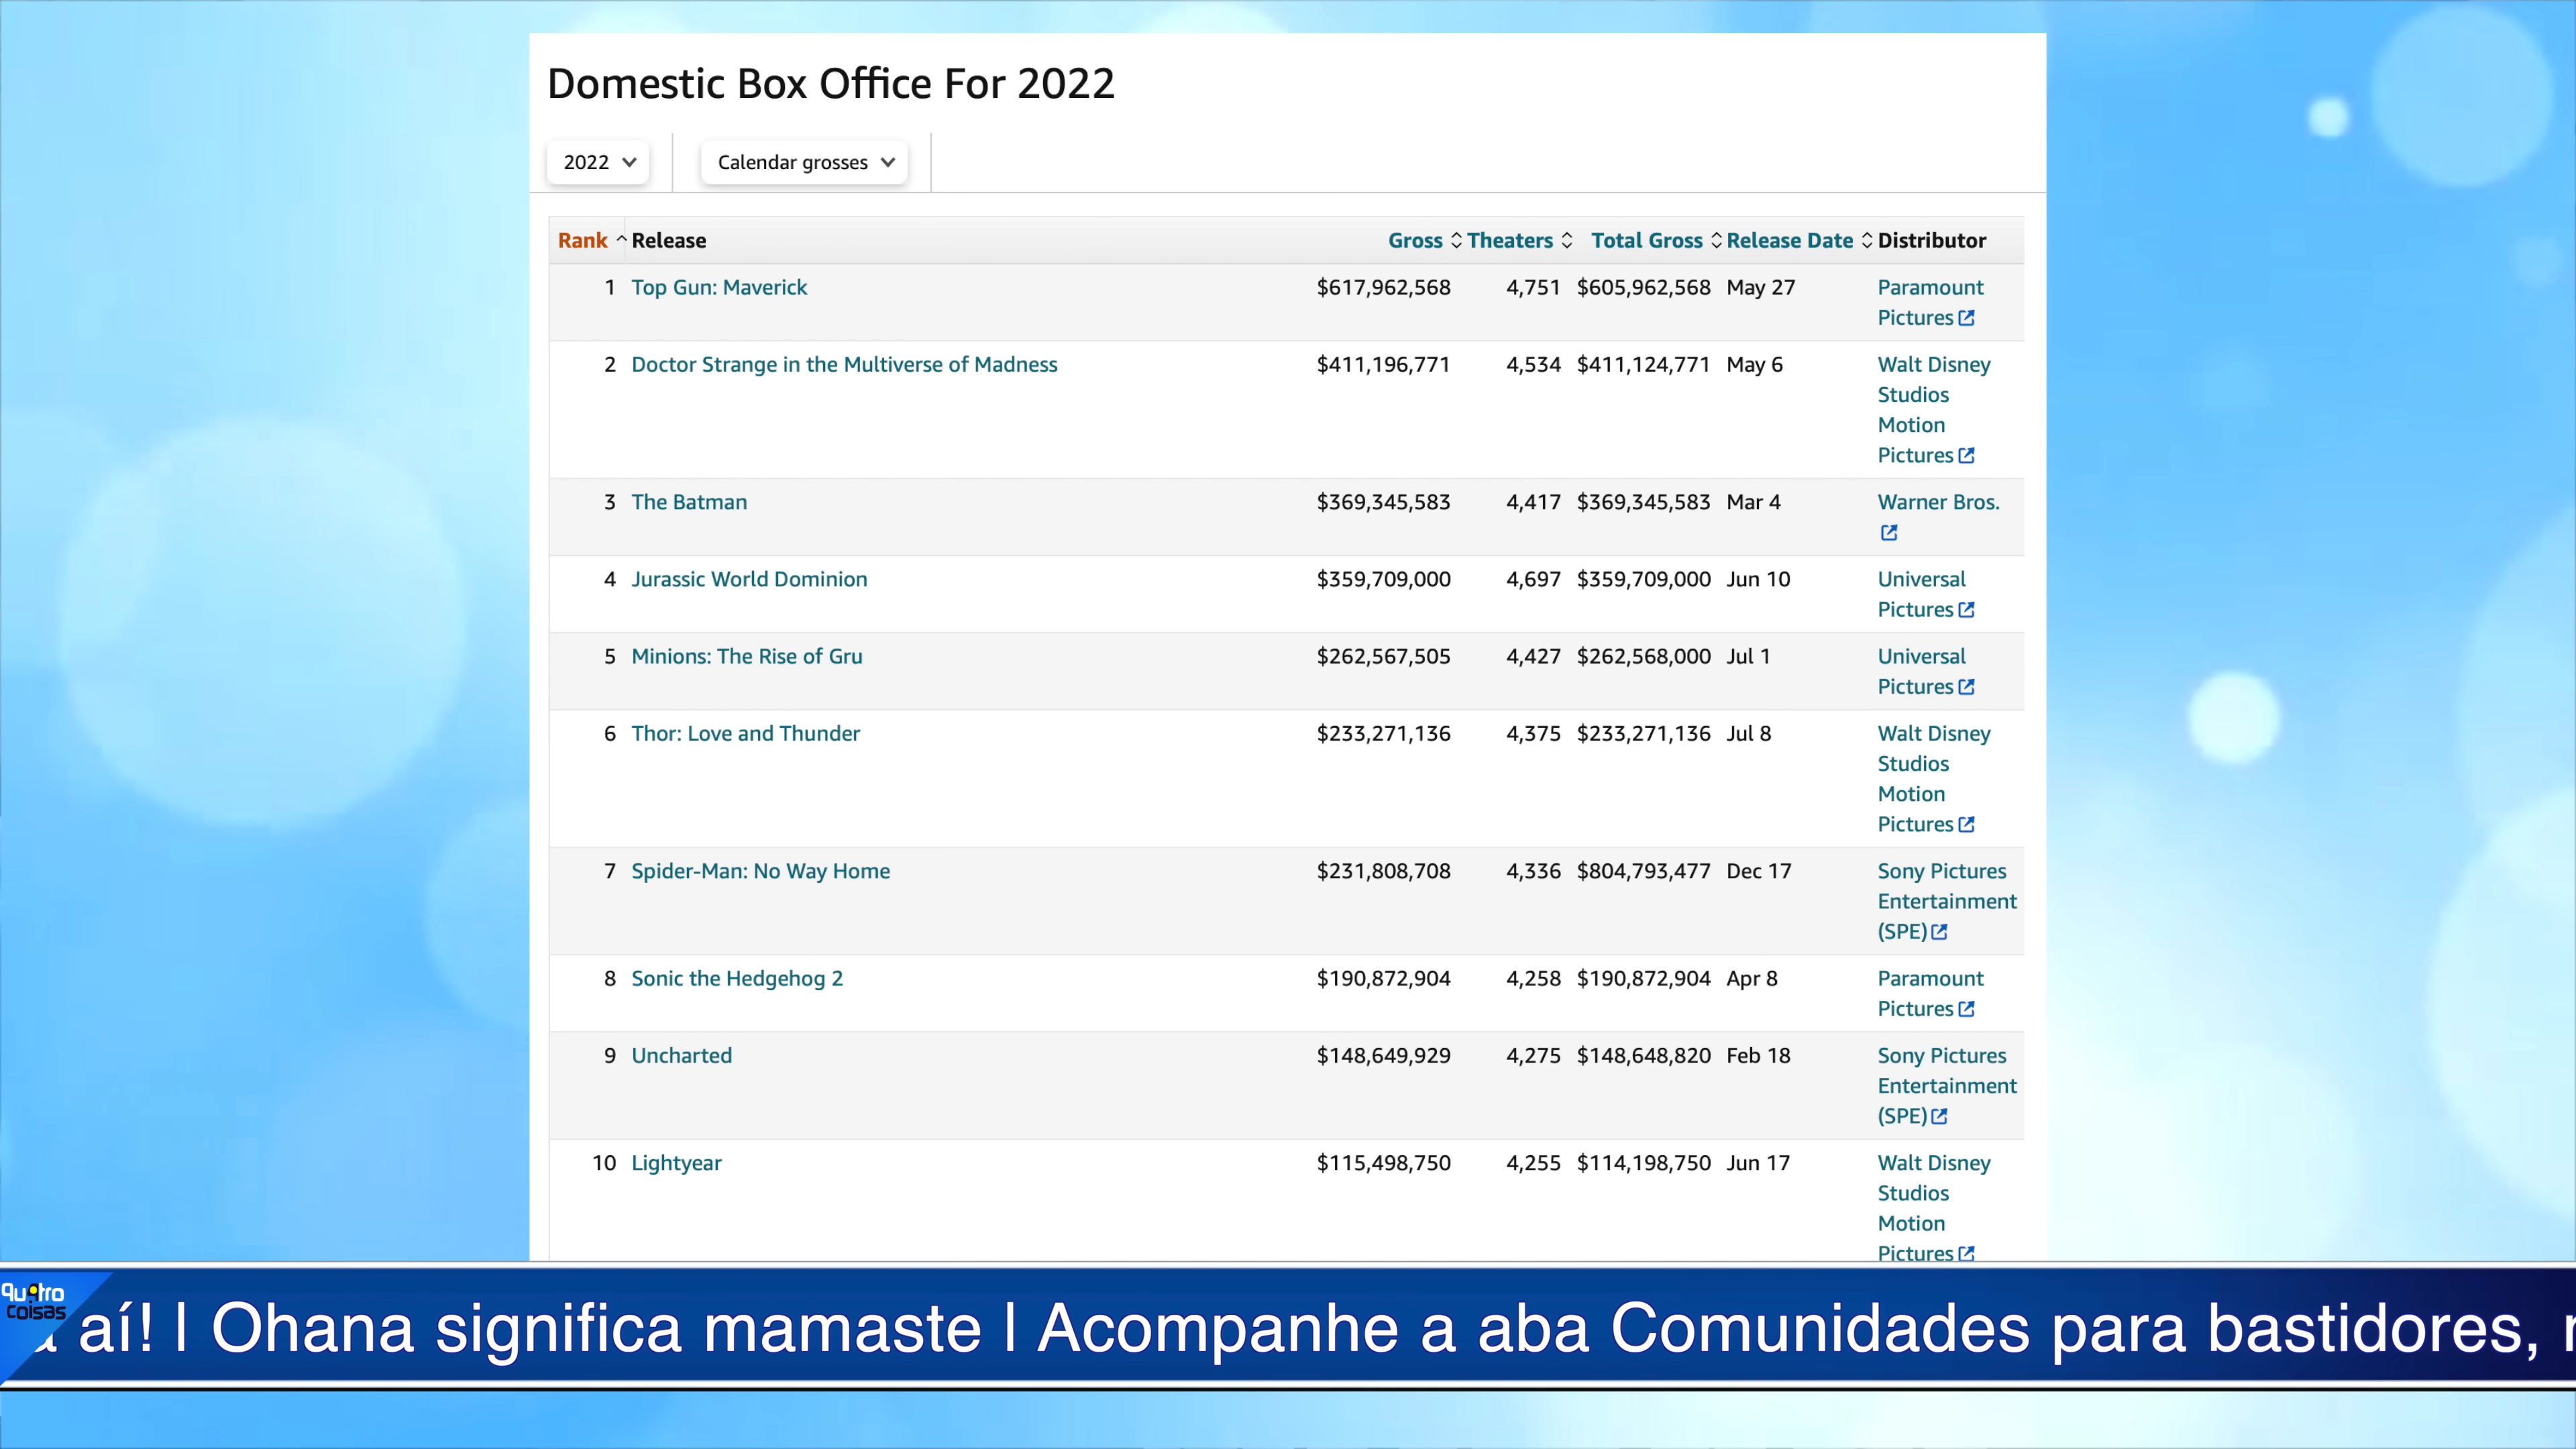 Domestic Box Office For 2022
2022
Calendar grosses
Rank Release Gross Theaters Total Gross Release Date Distributor
1 Top Gun: Maverick $617,962,568 4,751 $605,962,568 May 27 Paramount
Pictures
2 Doctor Strange in the Multiverse of Madness $411,196,771 4,534 $411,124,771 May 6 Walt Disney
Studios
Motion
Pictures
3 The Batman $369,345,583 4,417 $369,345,583 Mar 4 Warner Bros.
4 Jurassic World Dominion $359,709,000 4,697 $359,709,000 Jun 10 Universal
Pictures
5 Minions: The Rise of Gru $262,567,505 4,427 $262,568,000 Jul 1 Universal
Pictures
6 Thor: Love and Thunder $233,271,136 4,375 $233,271,136 Jul 8 Walt Disney
Studios
Motion
Pictures
7 Spider-Man: No Way Home $231,808,708 4,336 $804,793,477 Dec 17 Sony Pictures
Entertainment
(SPE)
8 Sonic the Hedgehog 2 $190,872,904 4,258 $190,872,904 Apr 8 Paramount
Pictures
9 Uncharted $148,649,929 4,275 $148,648,820 Feb 18 Sony Pictures
Entertainment
(SPE)
10 Lightyear $115,498,750 4,255 $114,198,750 Jun 17 Walt Disney
Studios
Motion
Pictures
quatro
coisas
aí! | Ohana significa mamaste | Acompanhe a aba Comunidades para bastidores,